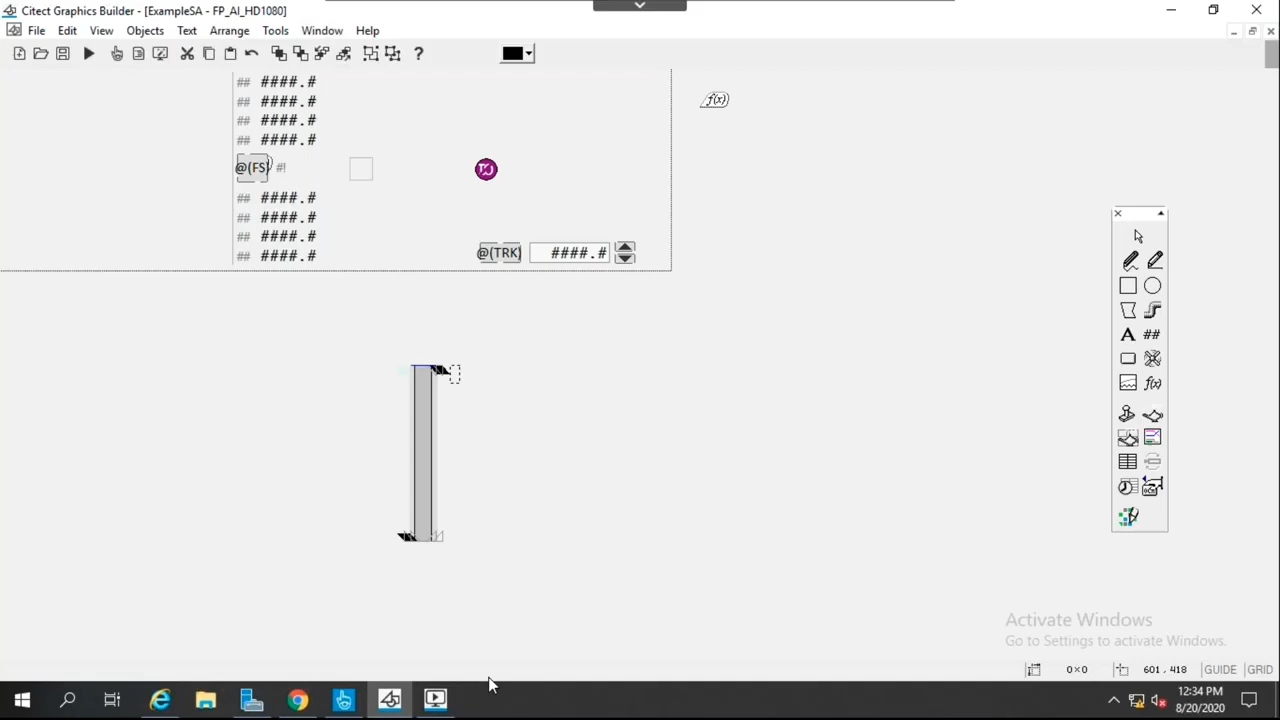 Citect Graphics Builder - [ExampleSA - FP_AI_HD1080]
File Edit View Objects Text Arrange Tools Window Help
## ####.#
## ####.#
## ####.#
## ####.#
@(FS) #!
## ####.#
## ####.#
## ####.#
## ####.#
@(TRK) ####.#
f(x)
A ##
f(x)
Activate Windows
Go to Settings to activate Windows.
0×0 601, 418 GUIDE GRID
12:34 PM
8/20/2020